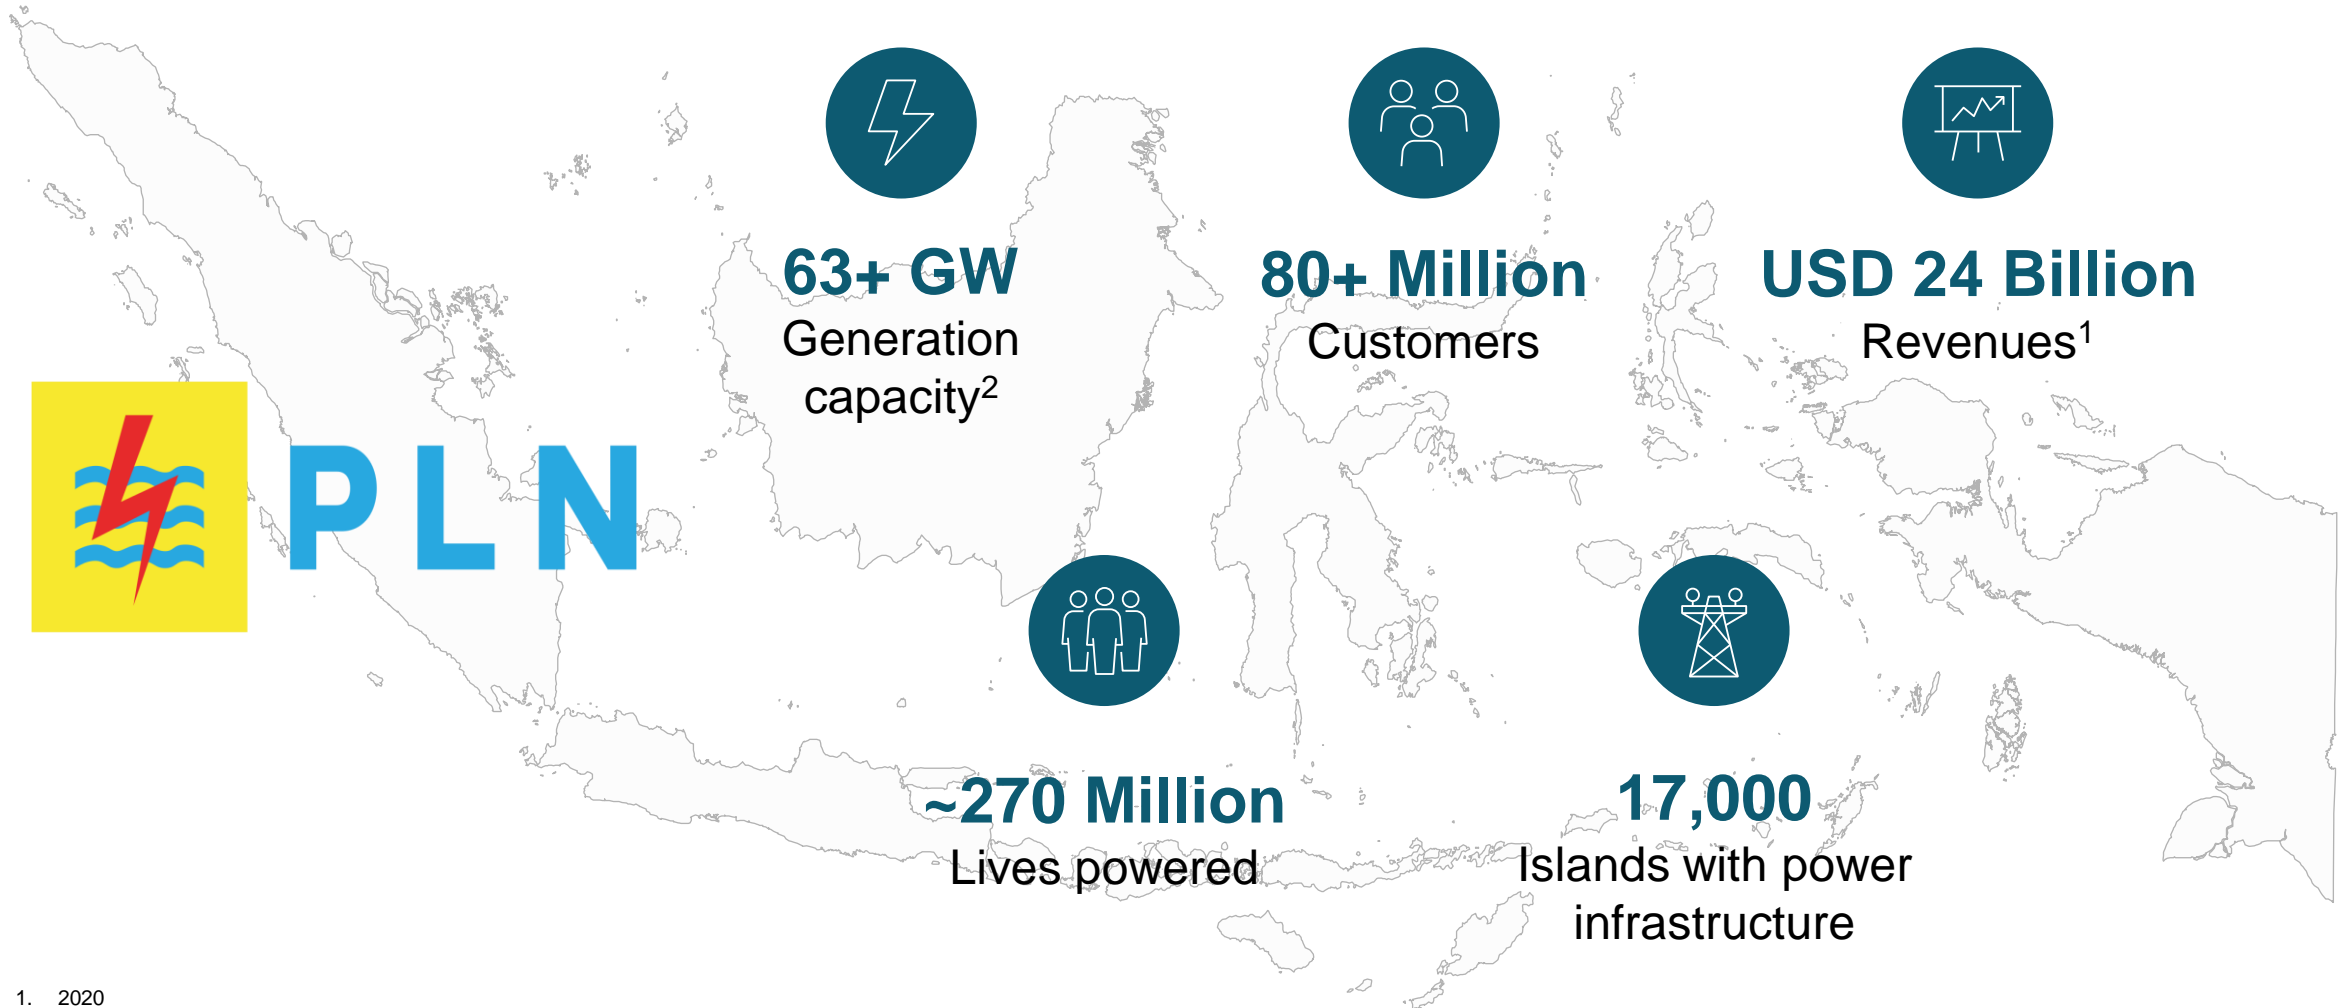 63+ GW
Generation
capacity²
80+ Million
Customers
USD 24 Billion
Revenues¹
PLN
~270 Million
Lives powered
17,000
Islands with power
infrastructure
1. 2020